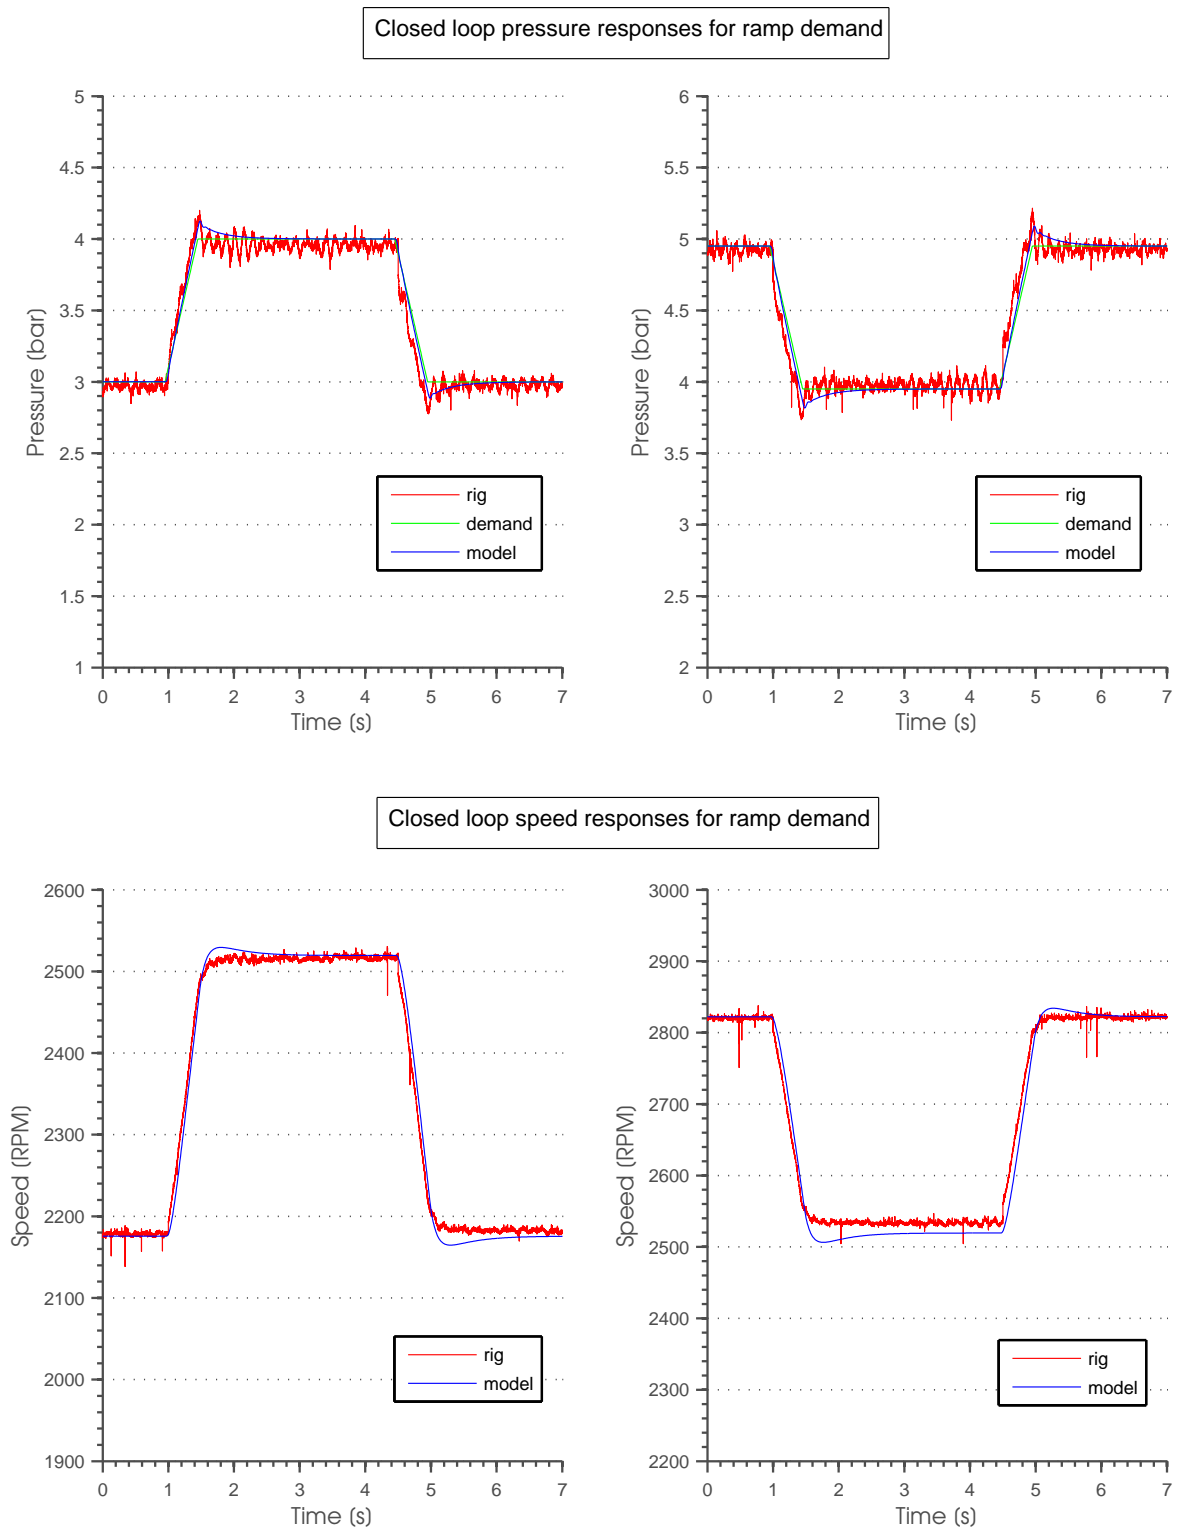 Closed loop pressure responses for ramp demand
5
4.5
4
3.5
3
2.5
2
1.5
1
0 1 2 3 4 5 6 7
Time (s)
Pressure (bar)
rig
demand
model
6
5.5
5
4.5
4
3.5
3
2.5
2
0 1 2 3 4 5 6 7
Time (s)
Pressure (bar)
rig
demand
model
Closed loop speed responses for ramp demand
2600
2500
2400
2300
2200
2100
2000
1900
0 1 2 3 4 5 6 7
Time (s)
Speed (RPM)
rig
model
3000
2900
2800
2700
2600
2500
2400
2300
2200
0 1 2 3 4 5 6 7
Time (s)
Speed (RPM)
rig
model